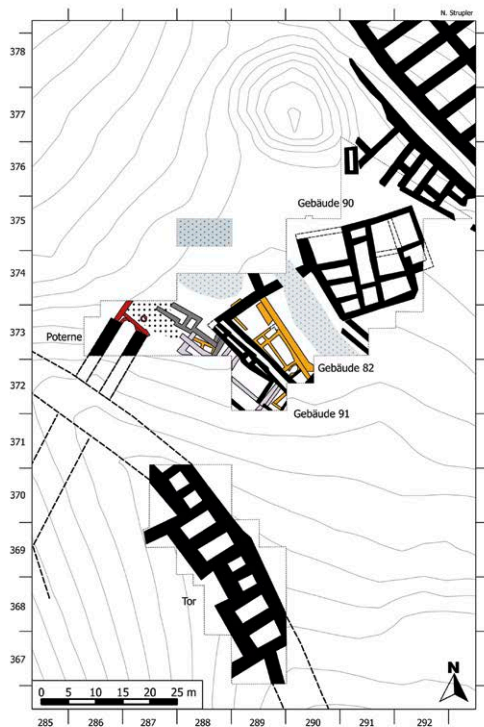 N. Strupler
378
377
376
375
374
373
372
371
370
369
368
367
Gebäude 90
Poterne
Gebäude 82
Gebäude 91
Tor
N
0 5 10 15 20 25 m
285 286 287 288 289 290 291 292